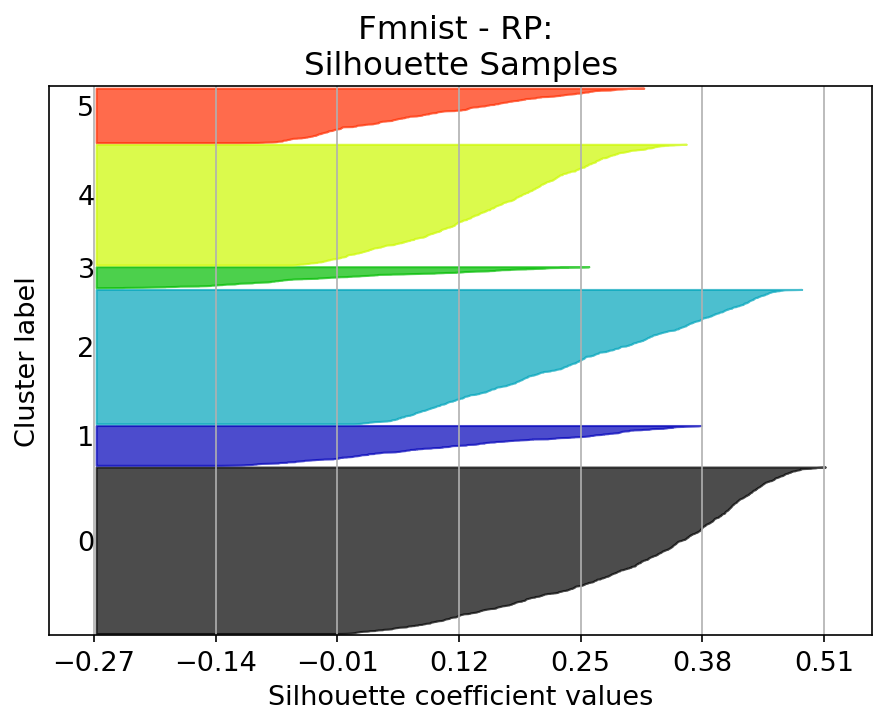 Fmnist - RP:
Silhouette Samples
Cluster label
5
4
3
2
1
0
−0.27 −0.14 −0.01 0.12 0.25 0.38 0.51
Silhouette coefficient values